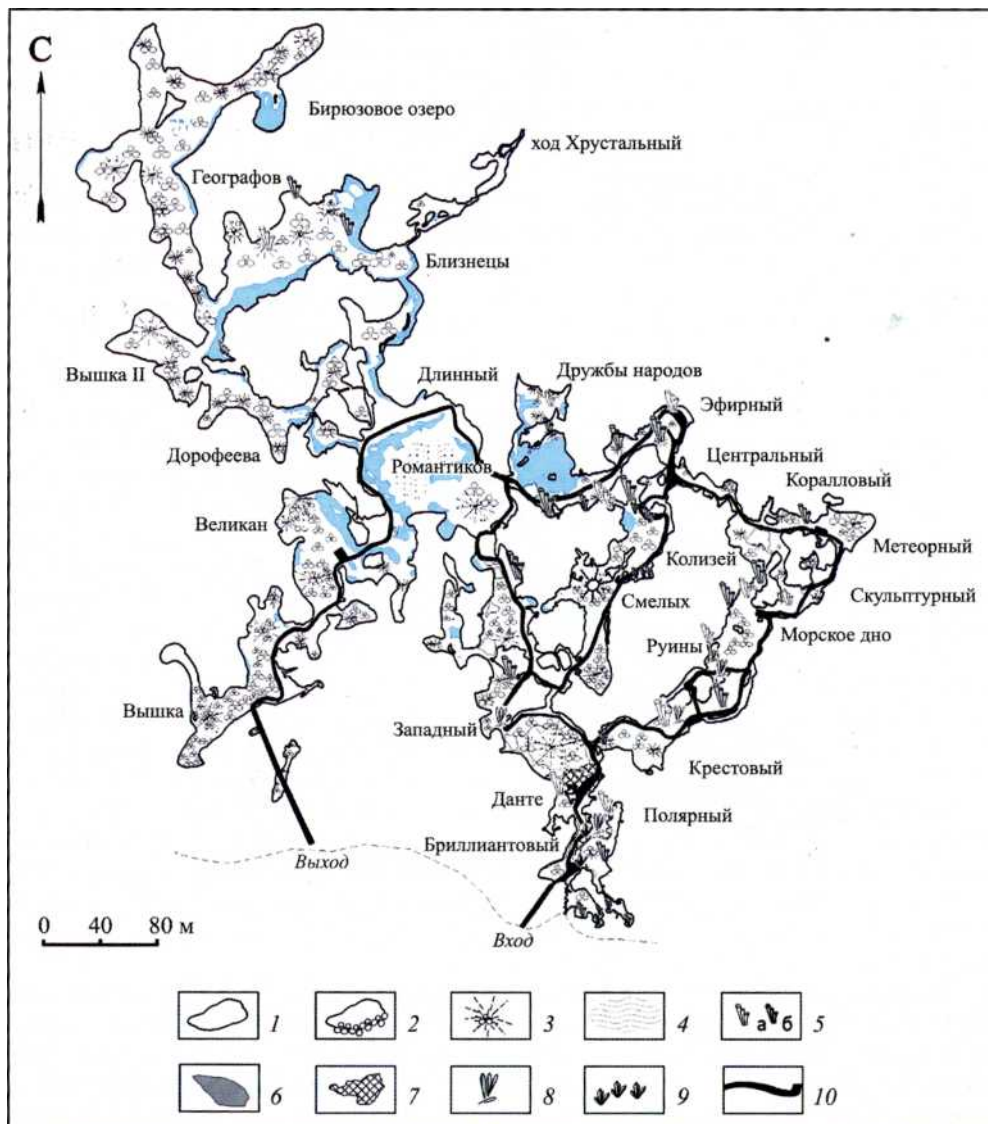 С
Бирюзовое озеро
ход Хрустальный
Географов
Близнецы
Вышка II
Длинный
Дружбы народов
Эфирный
Дорофеева
Романтиков
Центральный
Коралловый
Великан
Метеорный
Колизей
Скульптурный
Смелых
Морское дно
Руины
Вышка
Западный
Крестовый
Данте
Полярный
Бриллиантовый
Выход
Вход
0 40 80 м
1 2 3 4 а б 5
6 7 8 9 10